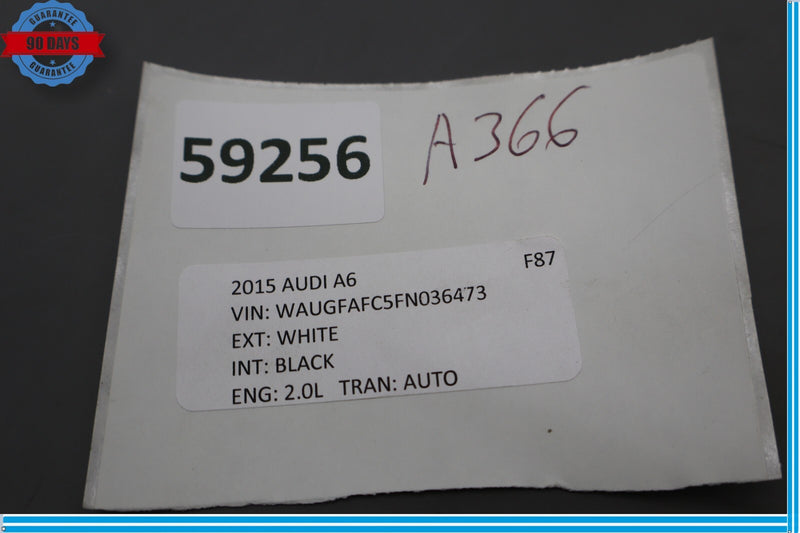 GUARANTEE
90 DAYS
GUARANTEE
59256
A366
F87
2015 AUDI A6
VIN: WAUGFAFC5FN036473
EXT: WHITE
INT: BLACK
ENG: 2.0L TRAN: AUTO